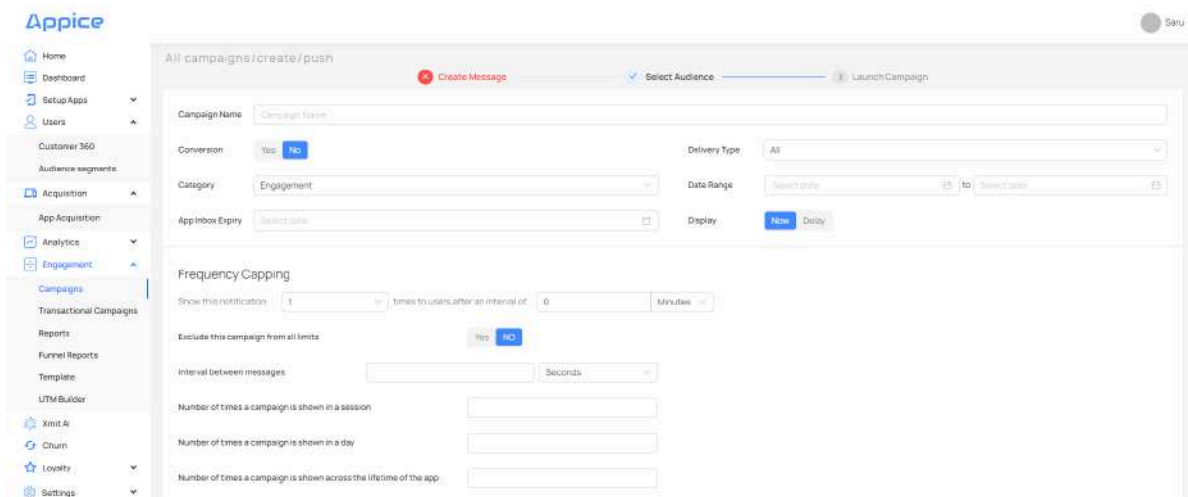 Appice
Saru
Home
Dashboard
Setup Apps
Users
Customer 360
Audience segments
Acquisition
App Acquisition
Analytics
Engagement
Campaigns
Transactional Campaigns
Reports
Funnel Reports
Template
UTM Builder
Xmit AI
Churn
Loyalty
Settings
All campaigns/create/push
Create Message
Select Audience
3 Launch Campaign
Campaign Name Campaign Name
Conversion Yes No Delivery Type All
Category Engagement Date Range Select date to Select date
App Inbox Expiry Select date Display Now Delay
Frequency Capping
Show this notification 1 times to users after an interval of 0 Minutes
Exclude this campaign from all limits Yes NO
Interval between messages Seconds
Number of times a campaign is shown in a session
Number of times a campaign is shown in a day
Number of times a campaign is shown across the lifetime of the app